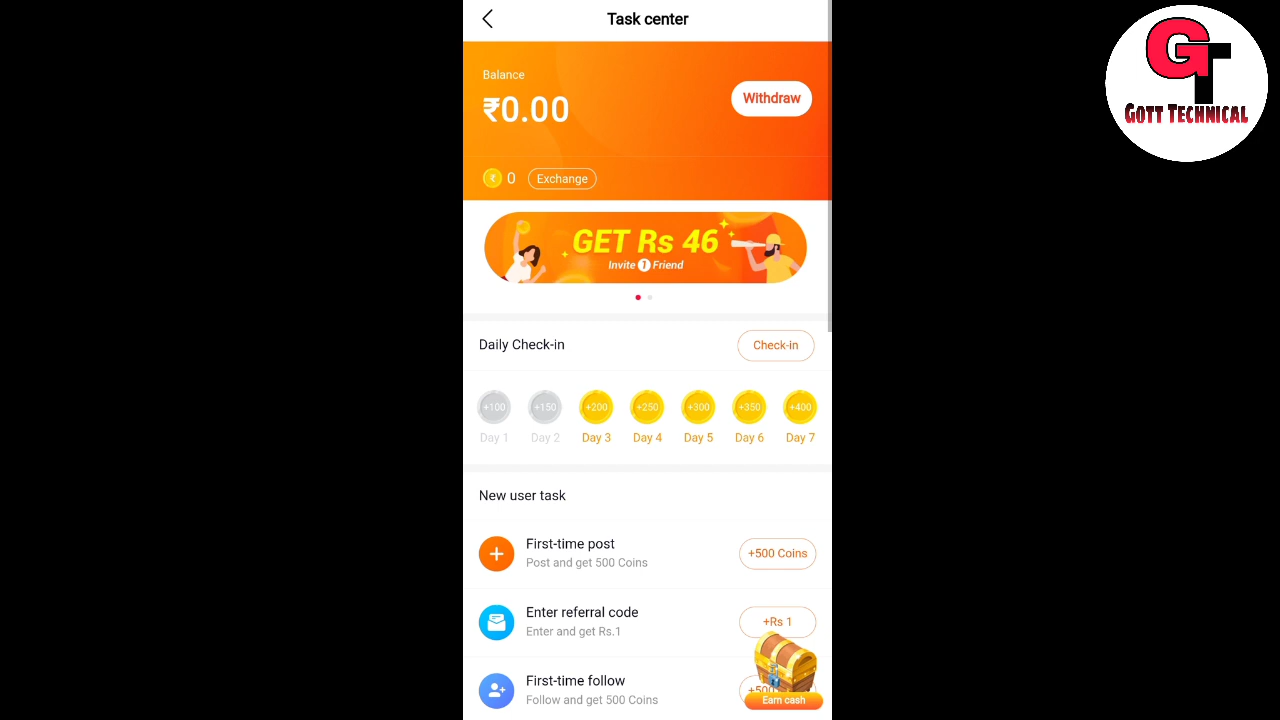 Task center
GT
GOTT TECHNICAL
Balance
₹0.00
Withdraw
₹ 0
Exchange
GET Rs 46
Invite 1 Friend
Daily Check-in
Check-in
+100
+150
+200
+250
+300
+350
+400
Day 1
Day 2
Day 3
Day 4
Day 5
Day 6
Day 7
New user task
First-time post
Post and get 500 Coins
+500 Coins
Enter referral code
Enter and get Rs.1
+Rs 1
First-time follow
Follow and get 500 Coins
Earn cash